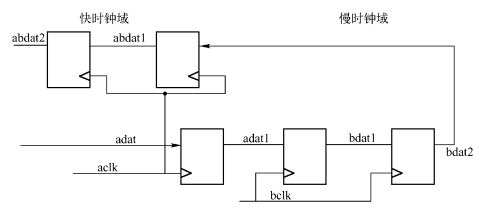 快时钟域 慢时钟域
abdat2 abdat1
adat adat1 bdat1 bdat2
aclk
bclk